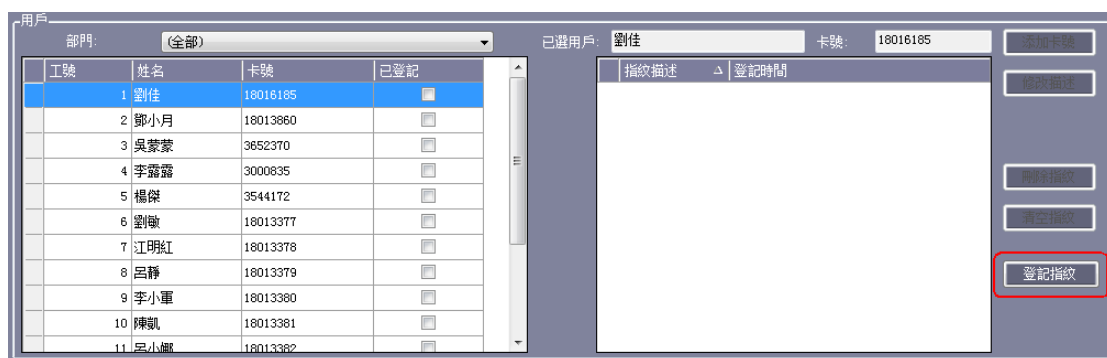 用戶
部門: (全部) 已選用戶: 劉佳 卡號: 18016185 添加卡號
工號 姓名 卡號 已登記 指紋描述 登記時間
修改描述
1 劉佳 18016185
2 鄧小月 18013860
3 吳蒙蒙 3652370
4 李露露 3000835
刪除指紋
5 楊傑 3544172
6 劉敏 18013377
清空指紋
7 江明紅 18013378
8 呂靜 18013379
登記指紋
9 李小軍 18013380
10 陳凱 18013381
11 呂小娜 18013382